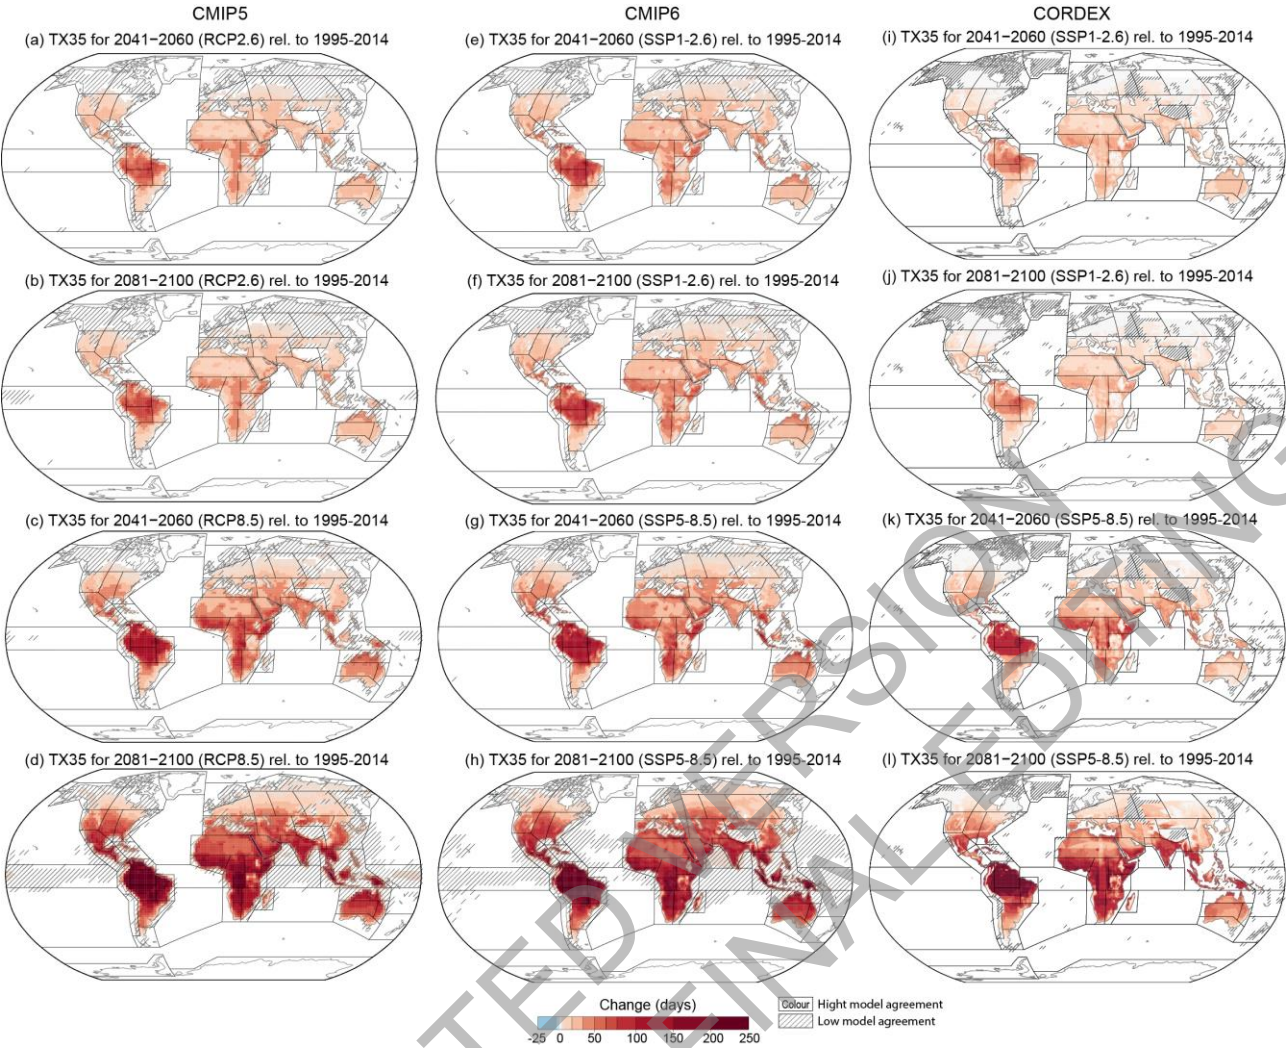 CMIP5
CMIP6
CORDEX
(a) TX35 for 2041−2060 (RCP2.6) rel. to 1995-2014
(e) TX35 for 2041−2060 (SSP1-2.6) rel. to 1995-2014
(i) TX35 for 2041−2060 (SSP1-2.6) rel. to 1995-2014
(b) TX35 for 2081−2100 (RCP2.6) rel. to 1995-2014
(f) TX35 for 2081−2100 (SSP1-2.6) rel. to 1995-2014
(j) TX35 for 2081−2100 (SSP1-2.6) rel. to 1995-2014
(c) TX35 for 2041−2060 (RCP8.5) rel. to 1995-2014
(g) TX35 for 2041−2060 (SSP5-8.5) rel. to 1995-2014
(k) TX35 for 2041−2060 (SSP5-8.5) rel. to 1995-2014
(d) TX35 for 2081−2100 (RCP8.5) rel. to 1995-2014
(h) TX35 for 2081−2100 (SSP5-8.5) rel. to 1995-2014
(l) TX35 for 2081−2100 (SSP5-8.5) rel. to 1995-2014
Change (days)
-25 0 50 100 150 200 250
Colour Hight model agreement
Low model agreement
TED VERSION
EINAL EDITING